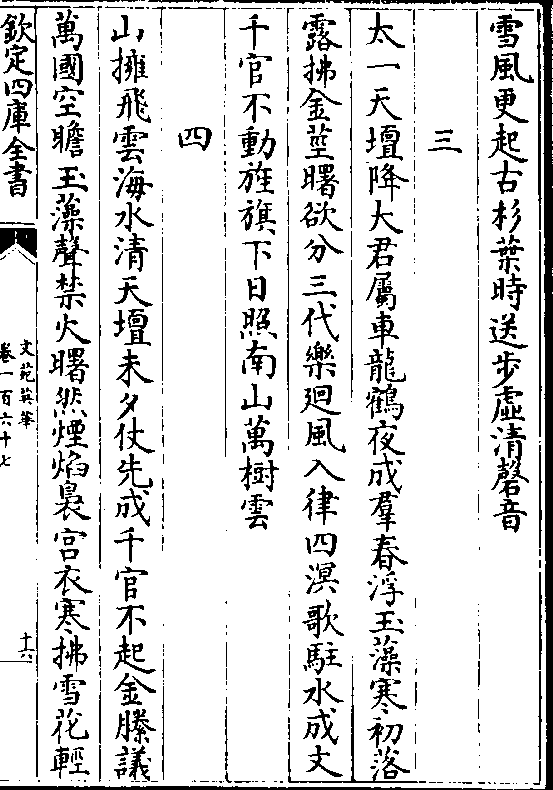 雪風更起古杉葉時送步虛清磬音
三
太一天壇降大君屬車龍鶴夜成羣春浮玉藻寒初落
露拂金莖曙欲分三代樂廻風入律四溟歌駐水成文
千官不動旌旗下日照南山萬樹雲
四
山擁飛雲海水清天壇未夕仗先成千官不起金縢議
萬國空瞻玉藻聲禁火曙然煙焰裊宫衣寒拂雪花輕
欽定四庫全書
文苑英華
卷一百六十七
十六